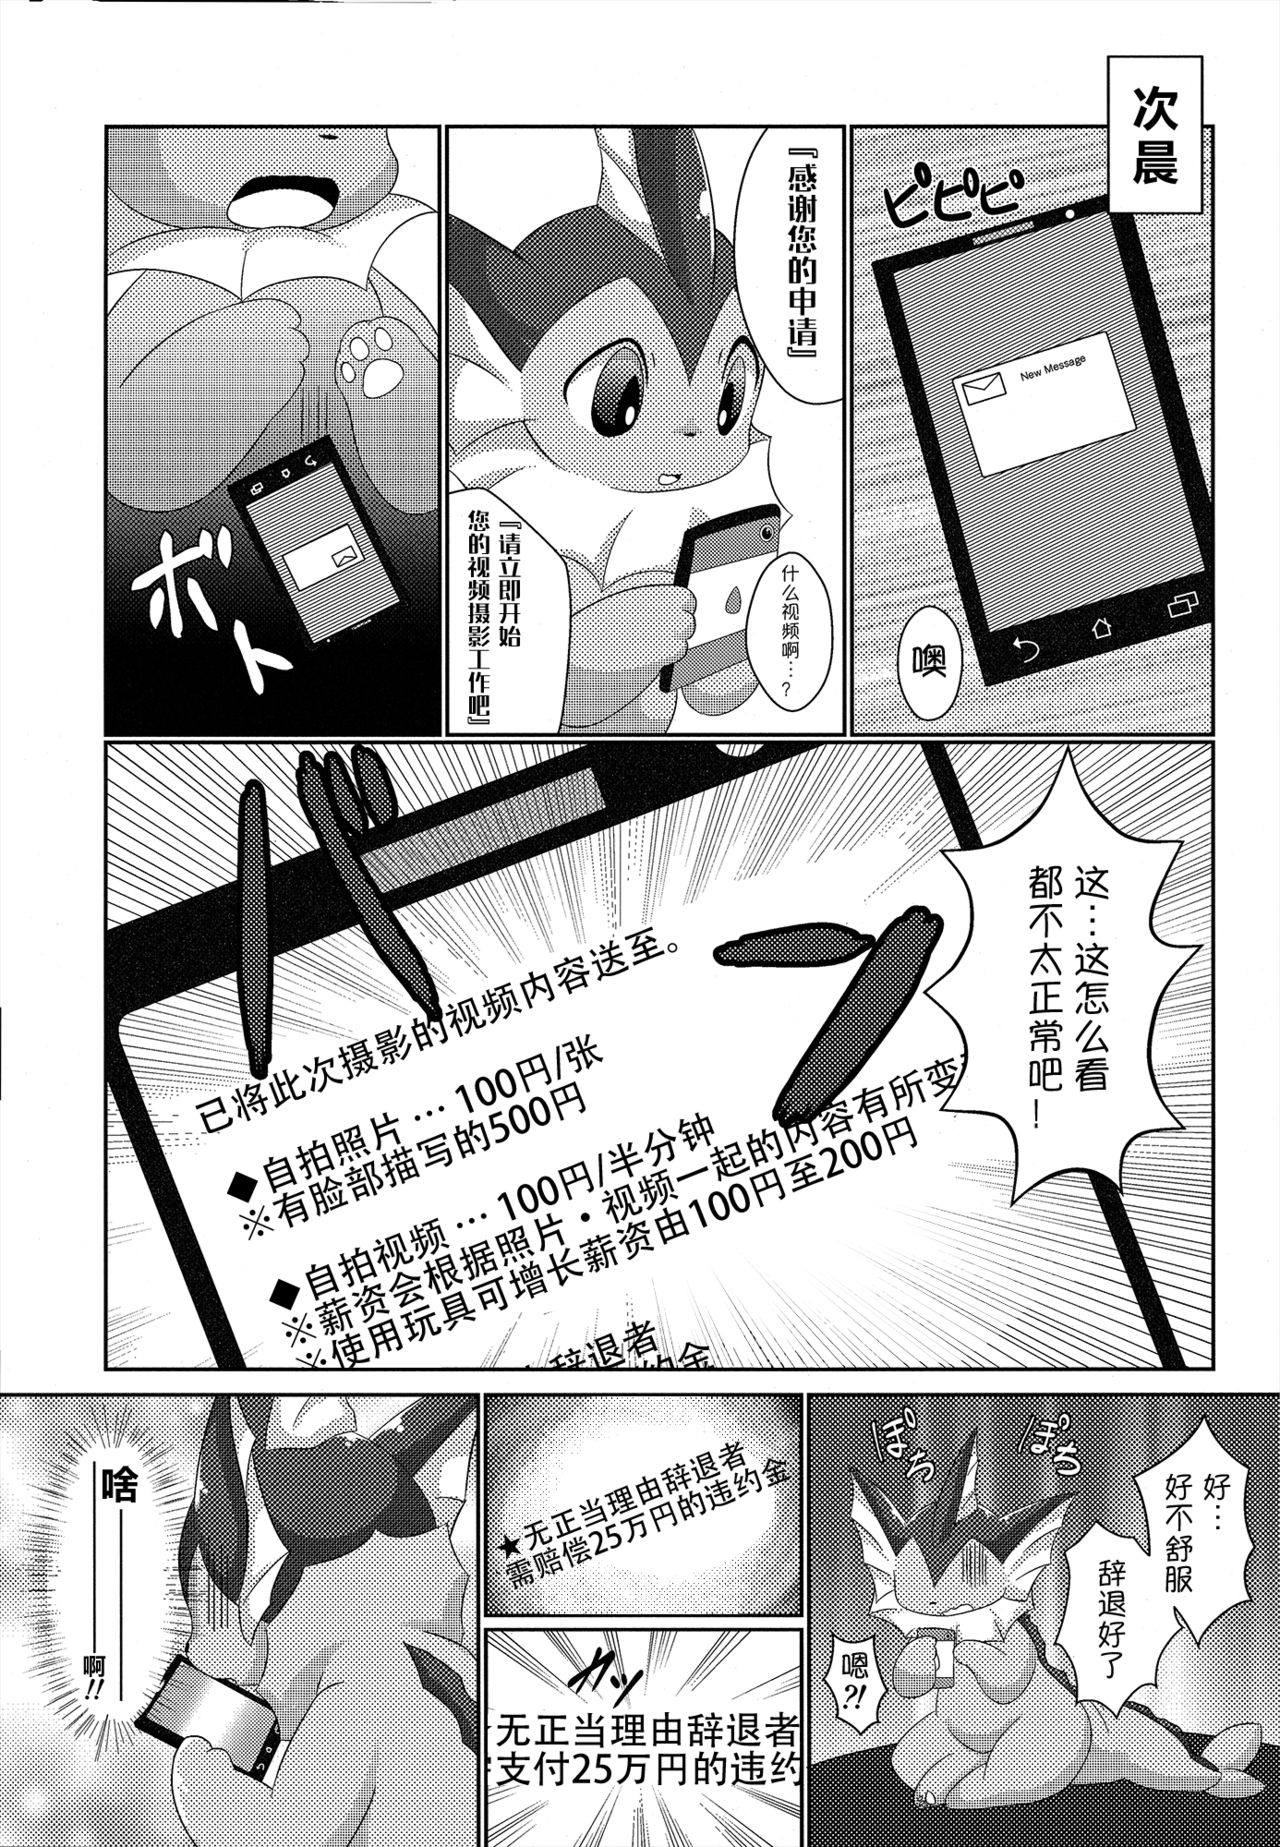 次晨
ピピピ
New Message
噢
『感谢您的申请』
什么视频啊…?
『请立即开始
您的视频摄影工作吧』
ボト
バーン
这…这怎么看
都不太正常吧！
已将此次摄影的视频内容送至。
◆自拍照片…100円/张
※有脸部描写的500円
◆自拍视频…100円/半分钟
※薪资会根据照片・视频一起的内容有所变
※使用玩具可增长薪资由100円至200円
辞退者
约金
ぽち
ぽち
好…
好不舒服
辞退好了
嗯?!
★无正当理由辞退者
需赔偿25万円的违约金
ガッ
无正当理由辞退者
支付25万円的违约
啥——
——啊!!